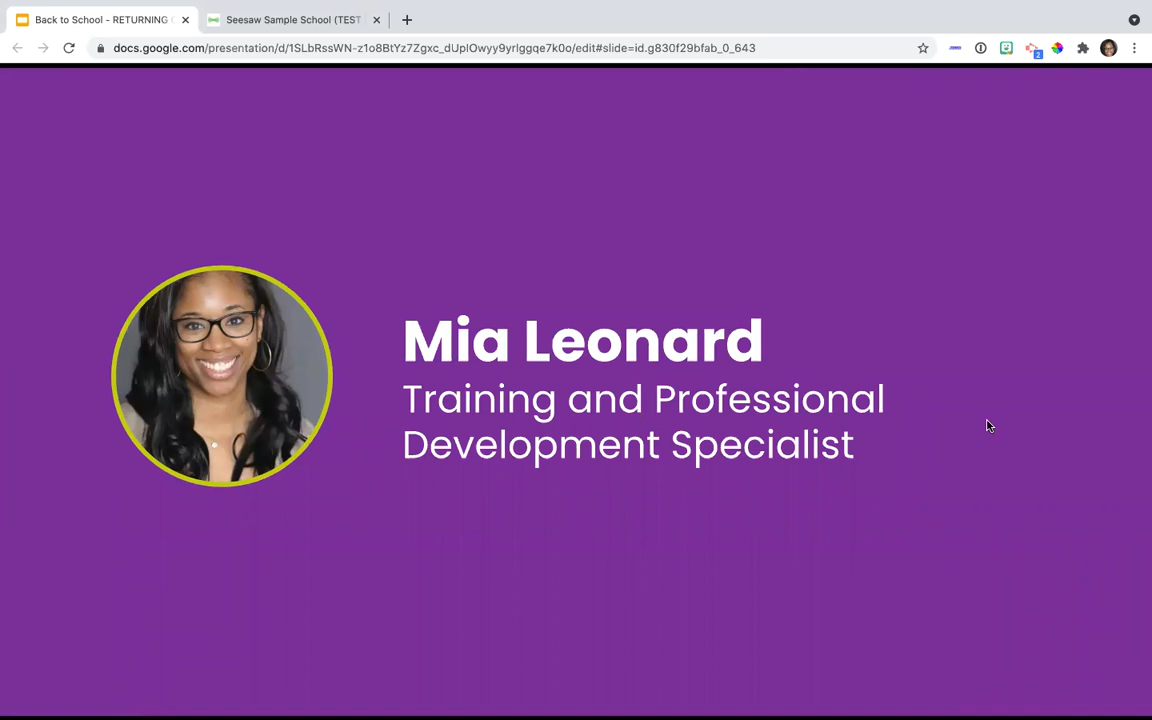 Back to School - RETURNING
Seesaw Sample School (TEST
docs.google.com/presentation/d/1SLbRssWN-z1o8BtYz7Zgxc_dUplOwyy9yrlggqe7k0o/edit#slide=id.g830f29bfab_0_643
2
Mia Leonard
Training and Professional
Development Specialist